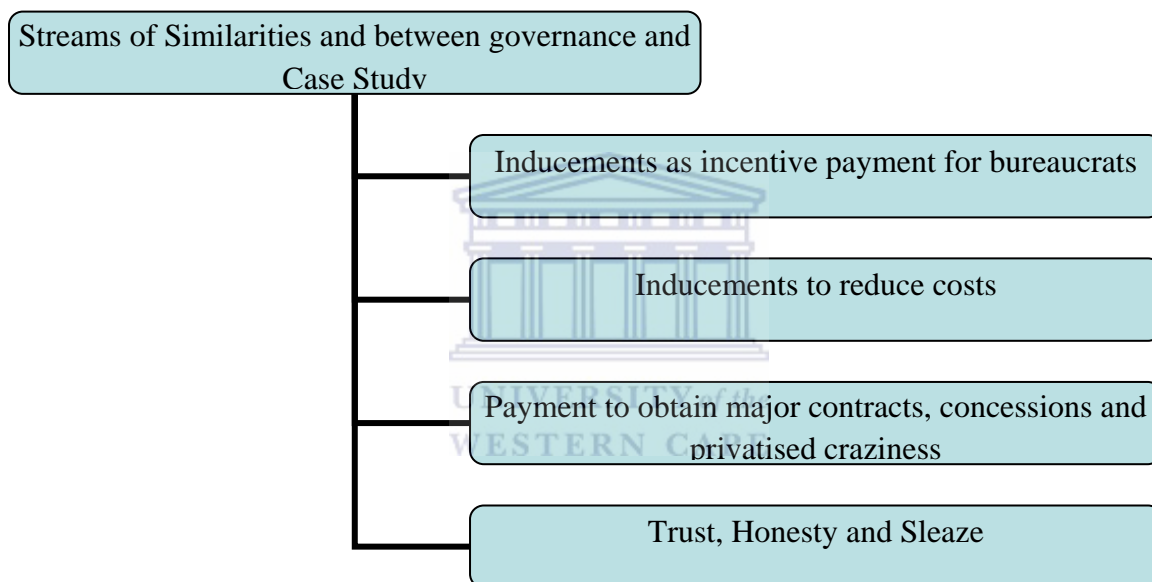 Streams of Similarities and between governance and
Case Study
Inducements as incentive payment for bureaucrats
Inducements to reduce costs
Payment to obtain major contracts, concessions and
privatised craziness
UNIVERSITY of the
WESTERN CAPE
Trust, Honesty and Sleaze